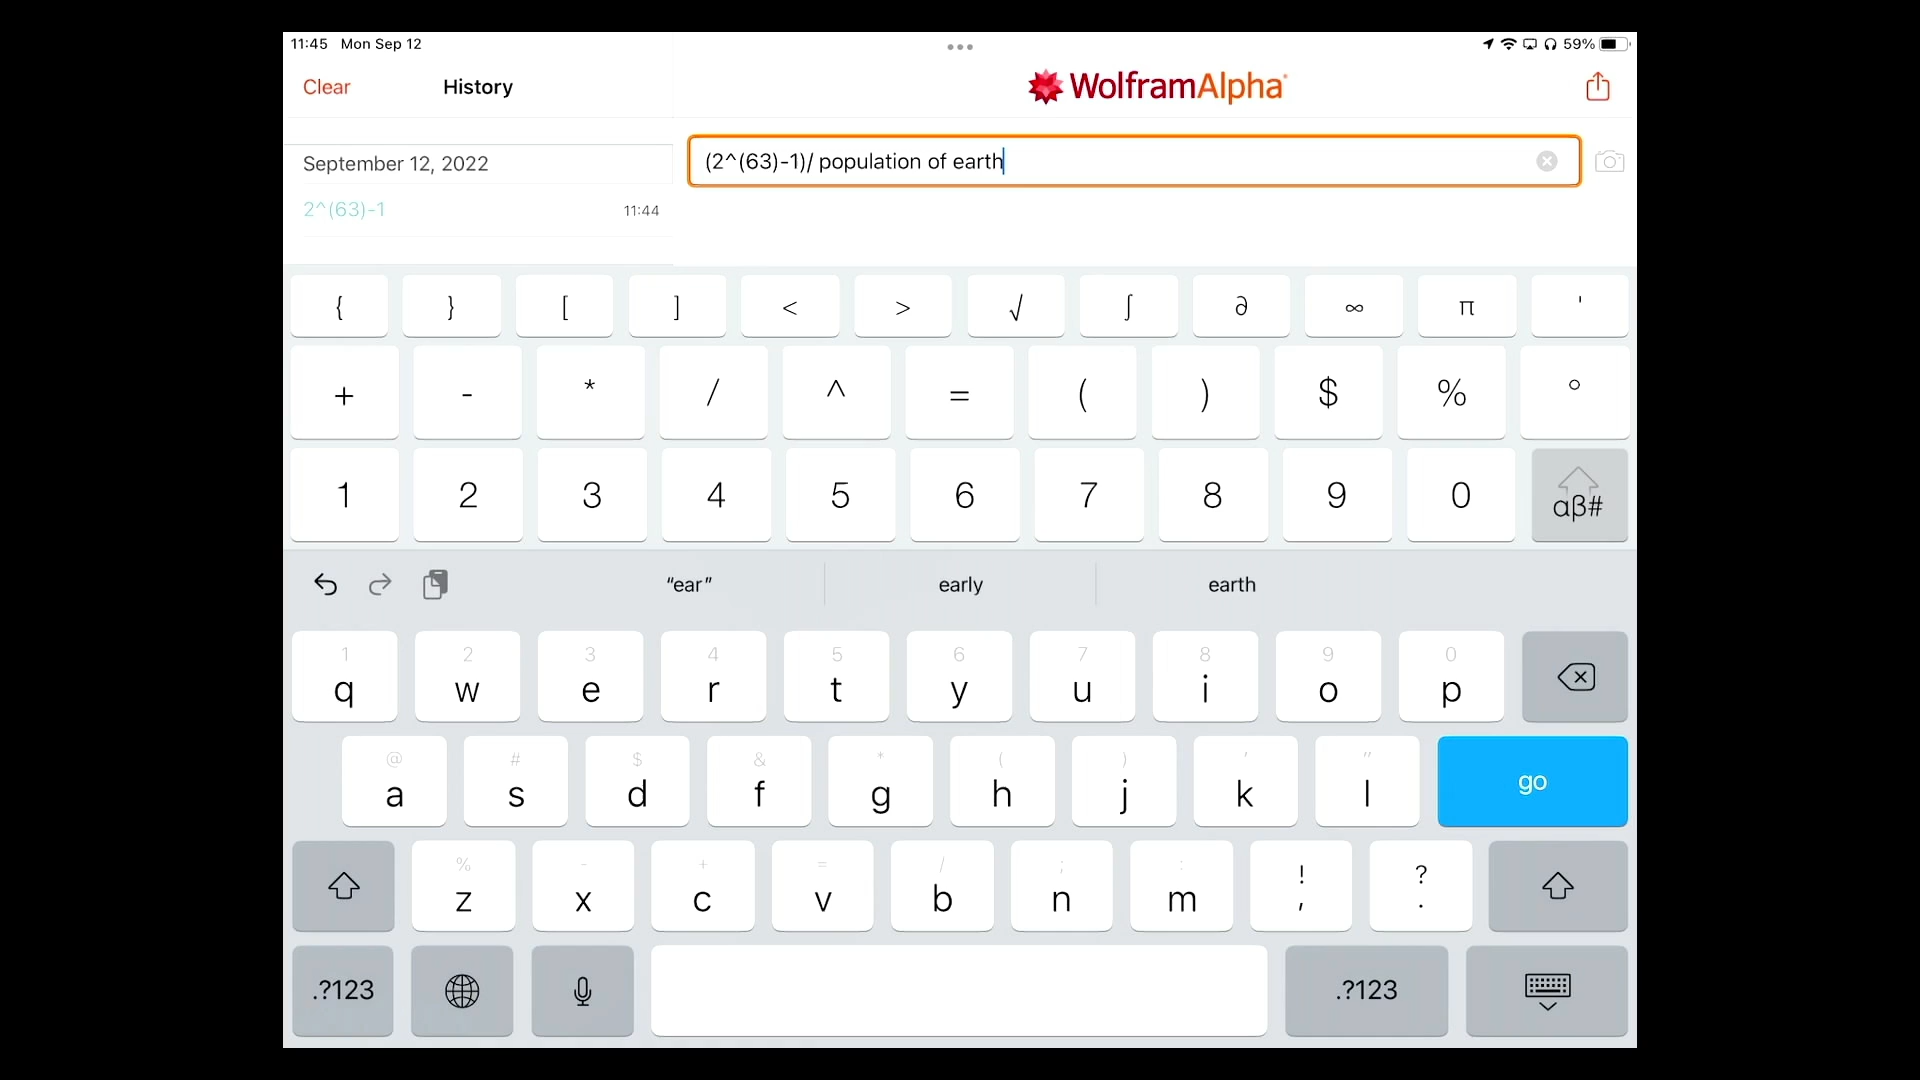 11:45 Mon Sep 12
59%
Clear
History
WolframAlpha
September 12, 2022
(2^(63)-1)/ population of earth
2^(63)-1
11:44
{ } [ ] < > √ ∫ ∂ ∞ π '
+ - * / ^ = ( ) $ % °
1 2 3 4 5 6 7 8 9 0 αβ#
“ear” early earth
1 2 3 4 5 6 7 8 9 0
q w e r t y u i o p
@ # $ & * ( ) ' "
a s d f g h j k l go
% - + = / ; : ! ?
z x c v b n m , .
.?123 .?123